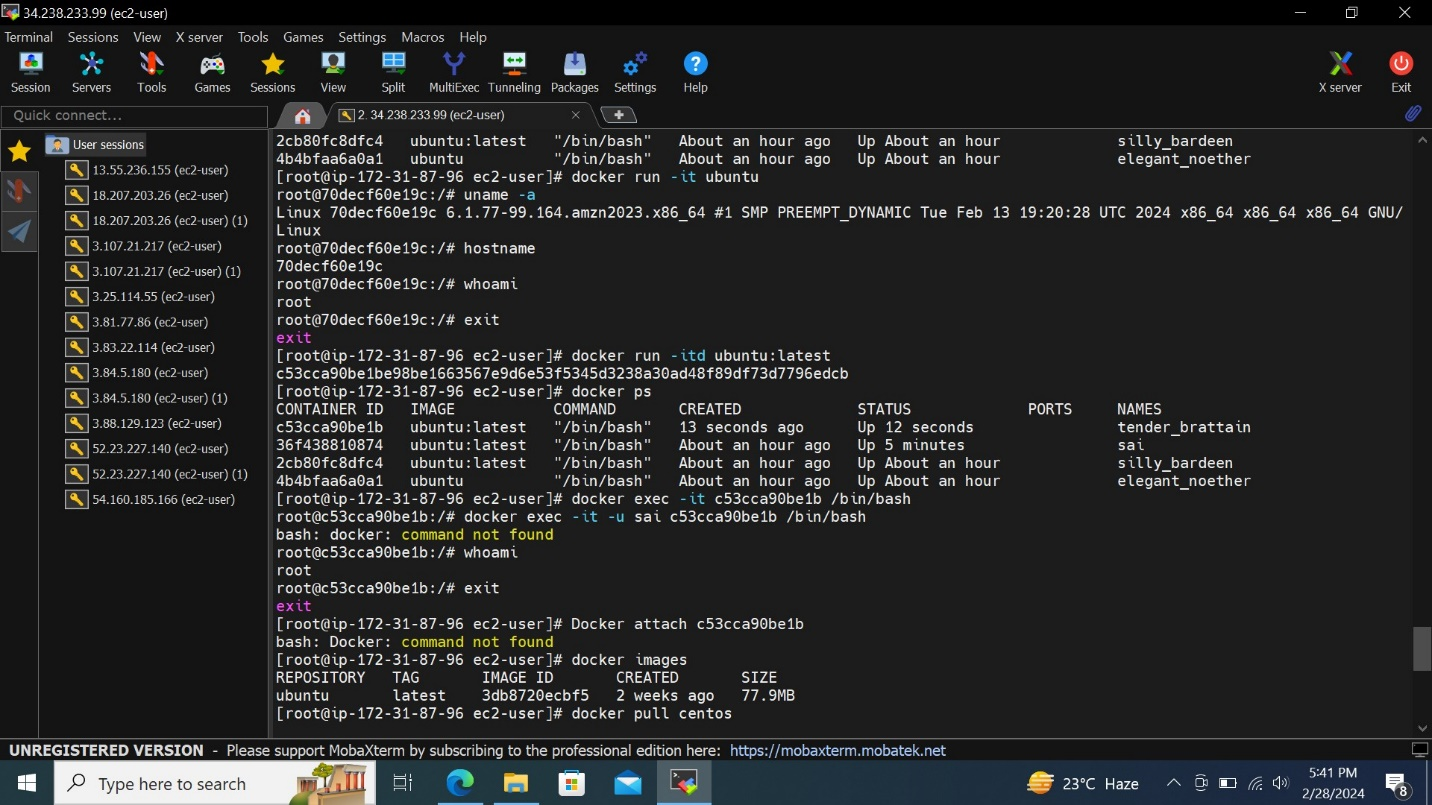 34.238.233.99 (ec2-user)
Terminal Sessions View X server Tools Games Settings Macros Help
Session Servers Tools Games Sessions View Split MultiExec Tunneling Packages Settings Help X server Exit
Quick connect...
2. 34.238.233.99 (ec2-user)
User sessions
13.55.236.155 (ec2-user)
18.207.203.26 (ec2-user)
18.207.203.26 (ec2-user) (1)
3.107.21.217 (ec2-user)
3.107.21.217 (ec2-user) (1)
3.25.114.55 (ec2-user)
3.81.77.86 (ec2-user)
3.83.22.114 (ec2-user)
3.84.5.180 (ec2-user)
3.84.5.180 (ec2-user) (1)
3.88.129.123 (ec2-user)
52.23.227.140 (ec2-user)
52.23.227.140 (ec2-user) (1)
54.160.185.166 (ec2-user)
2cb80fc8dfc4 ubuntu:latest "/bin/bash" About an hour ago Up About an hour silly_bardeen
4b4bfaa6a0a1 ubuntu "/bin/bash" About an hour ago Up About an hour elegant_noether
[root@ip-172-31-87-96 ec2-user]# docker run -it ubuntu
root@70decf60e19c:/# uname -a
Linux 70decf60e19c 6.1.77-99.164.amzn2023.x86_64 #1 SMP PREEMPT_DYNAMIC Tue Feb 13 19:20:28 UTC 2024 x86_64 x86_64 x86_64 GNU/
Linux
root@70decf60e19c:/# hostname
70decf60e19c
root@70decf60e19c:/# whoami
root
root@70decf60e19c:/# exit
exit
[root@ip-172-31-87-96 ec2-user]# docker run -itd ubuntu:latest
c53cca90be1be98be1663567e9d6e53f5345d3238a30ad48f89df73d7796edcb
[root@ip-172-31-87-96 ec2-user]# docker ps
CONTAINER ID IMAGE COMMAND CREATED STATUS PORTS NAMES
c53cca90be1b ubuntu:latest "/bin/bash" 13 seconds ago Up 12 seconds tender_brattain
36f438810874 ubuntu:latest "/bin/bash" About an hour ago Up 5 minutes sai
2cb80fc8dfc4 ubuntu:latest "/bin/bash" About an hour ago Up About an hour silly_bardeen
4b4bfaa6a0a1 ubuntu "/bin/bash" About an hour ago Up About an hour elegant_noether
[root@ip-172-31-87-96 ec2-user]# docker exec -it c53cca90be1b /bin/bash
root@c53cca90be1b:/# docker exec -it -u sai c53cca90be1b /bin/bash
bash: docker: command not found
root@c53cca90be1b:/# whoami
root
root@c53cca90be1b:/# exit
exit
[root@ip-172-31-87-96 ec2-user]# Docker attach c53cca90be1b
bash: Docker: command not found
[root@ip-172-31-87-96 ec2-user]# docker images
REPOSITORY TAG IMAGE ID CREATED SIZE
ubuntu latest 3db8720ecbf5 2 weeks ago 77.9MB
[root@ip-172-31-87-96 ec2-user]# docker pull centos
UNREGISTERED VERSION - Please support MobaXterm by subscribing to the professional edition here: https://mobaxterm.mobatek.net
Type here to search
23°C Haze
5:41 PM
2/28/2024
8